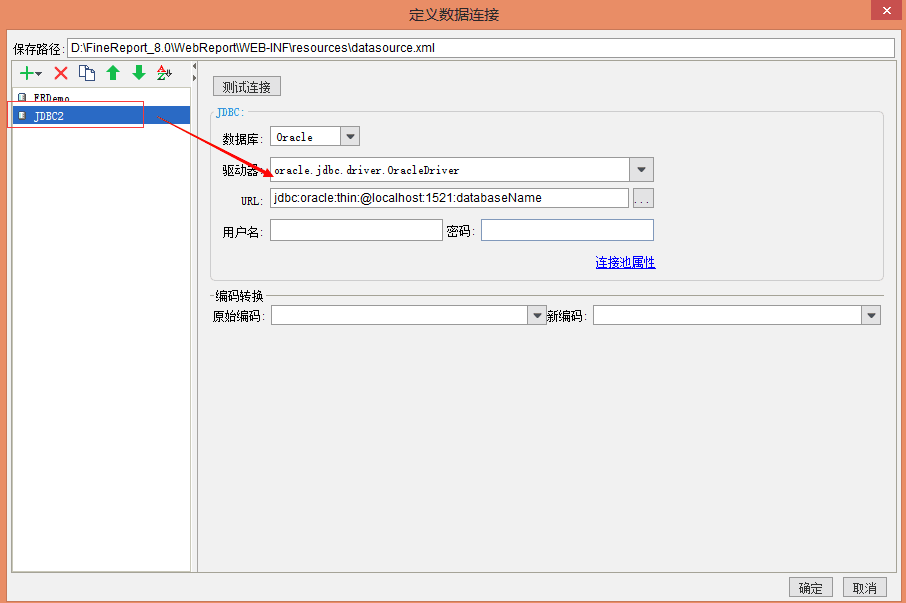 定义数据连接
保存路径: D:\FineReport_8.0\WebReport\WEB-INF\resources\datasource.xml
FRDemo
JDBC2
测试连接
JDBC:
数据库: Oracle
驱动器: oracle.jdbc.driver.OracleDriver
URL: jdbc:oracle:thin:@localhost:1521:databaseName ...
用户名: 密码:
连接池属性
编码转换
原始编码: 新编码:
确定 取消